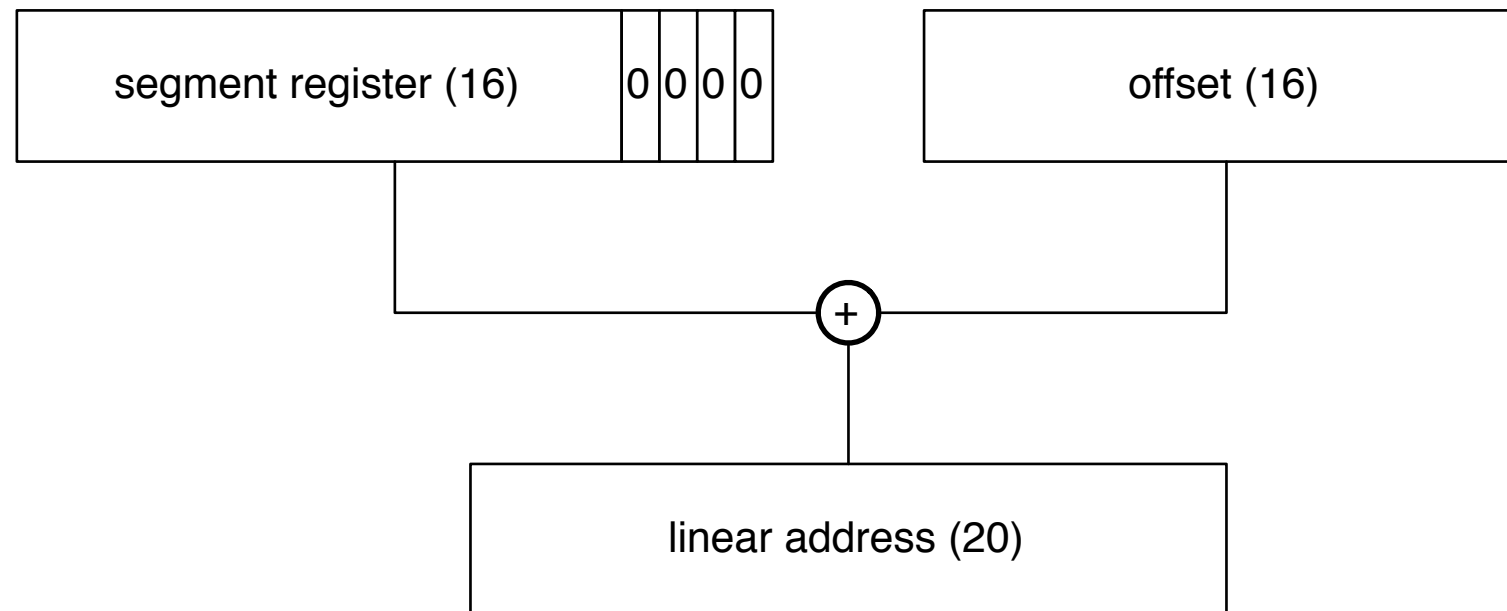 segment register (16) 0 0 0 0 offset (16)
+
linear address (20)